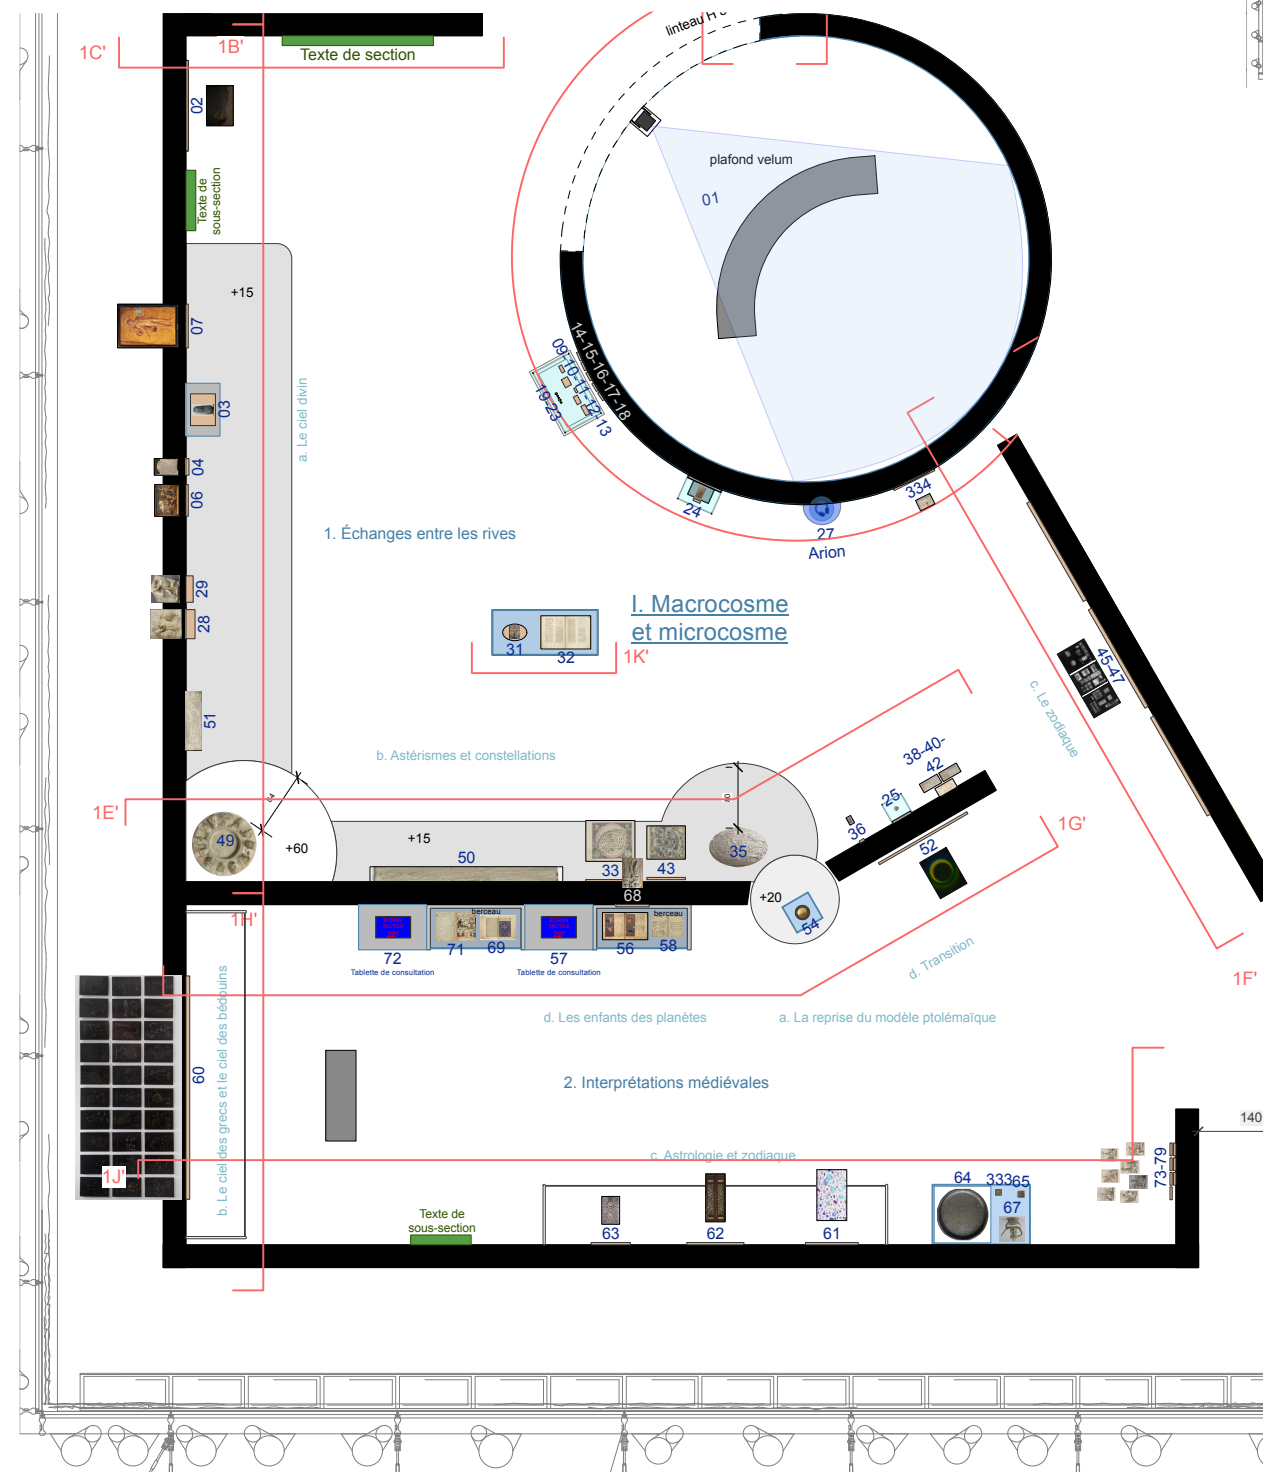 linteau H
1C'
1B'
Texte de section
02
plafond velum
01
Texte de
sous-section
+15
07
14-15-16-17-18
09-10-11-12-13
19-23
a. Le ciel divin
03
04
06
334
24
27
Arion
1. Échanges entre les rives
29
28
I. Macrocosme
et microcosme
31
32
1K'
45-47
c. Le zodiaque
51
b. Astérismes et constellations
38-40-
42
25
36
1E'
64
80
1G'
49
+60
+15
50
33
43
35
52
68
+20
54
1H'
berceau
berceau
71
69
56
58
72
57
Tablette de consultation
Tablette de consultation
d. Transition
1F'
d. Les enfants des planètes
a. La reprise du modèle ptolémaïque
60
b. Le ciel des grecs et le ciel des bédouins
2. Interprétations médiévales
140
c. Astrologie et zodiaque
1J'
73-79
64
333
65
67
Texte de
sous-section
63
62
61